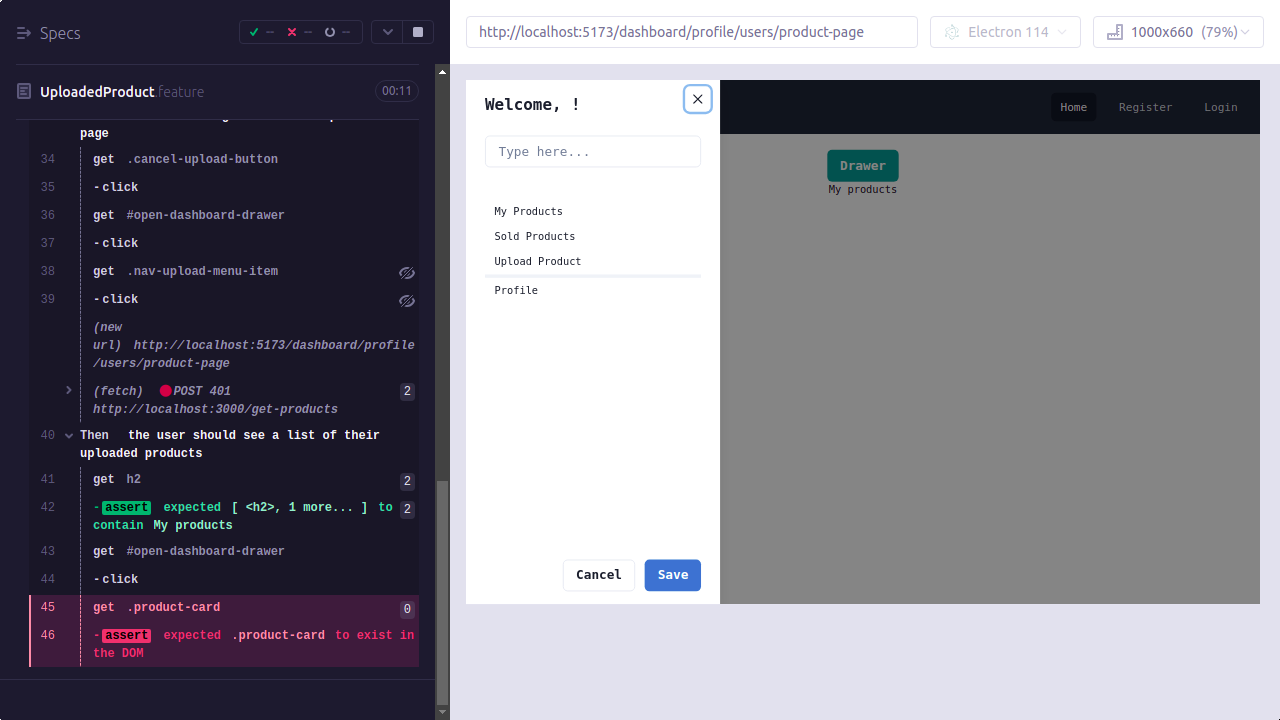 Specs
-- -- --
http://localhost:5173/dashboard/profile/users/product-page
Electron 114
1000x660 (79%)
UploadedProduct.feature
00:11
page
34 get .cancel-upload-button
35 -click
36 get #open-dashboard-drawer
37 -click
38 get .nav-upload-menu-item
39 -click
(new
url) http://localhost:5173/dashboard/profile
/users/product-page
(fetch) POST 401 2
http://localhost:3000/get-products
40 Then the user should see a list of their
uploaded products
41 get h2 2
42 -assert expected [ <h2>, 1 more... ] to 2
contain My products
43 get #open-dashboard-drawer
44 -click
45 get .product-card 0
46 -assert expected .product-card to exist in
the DOM
Welcome, !
Type here...
My Products
Sold Products
Upload Product
Profile
Cancel
Save
Home
Register
Login
Drawer
My products